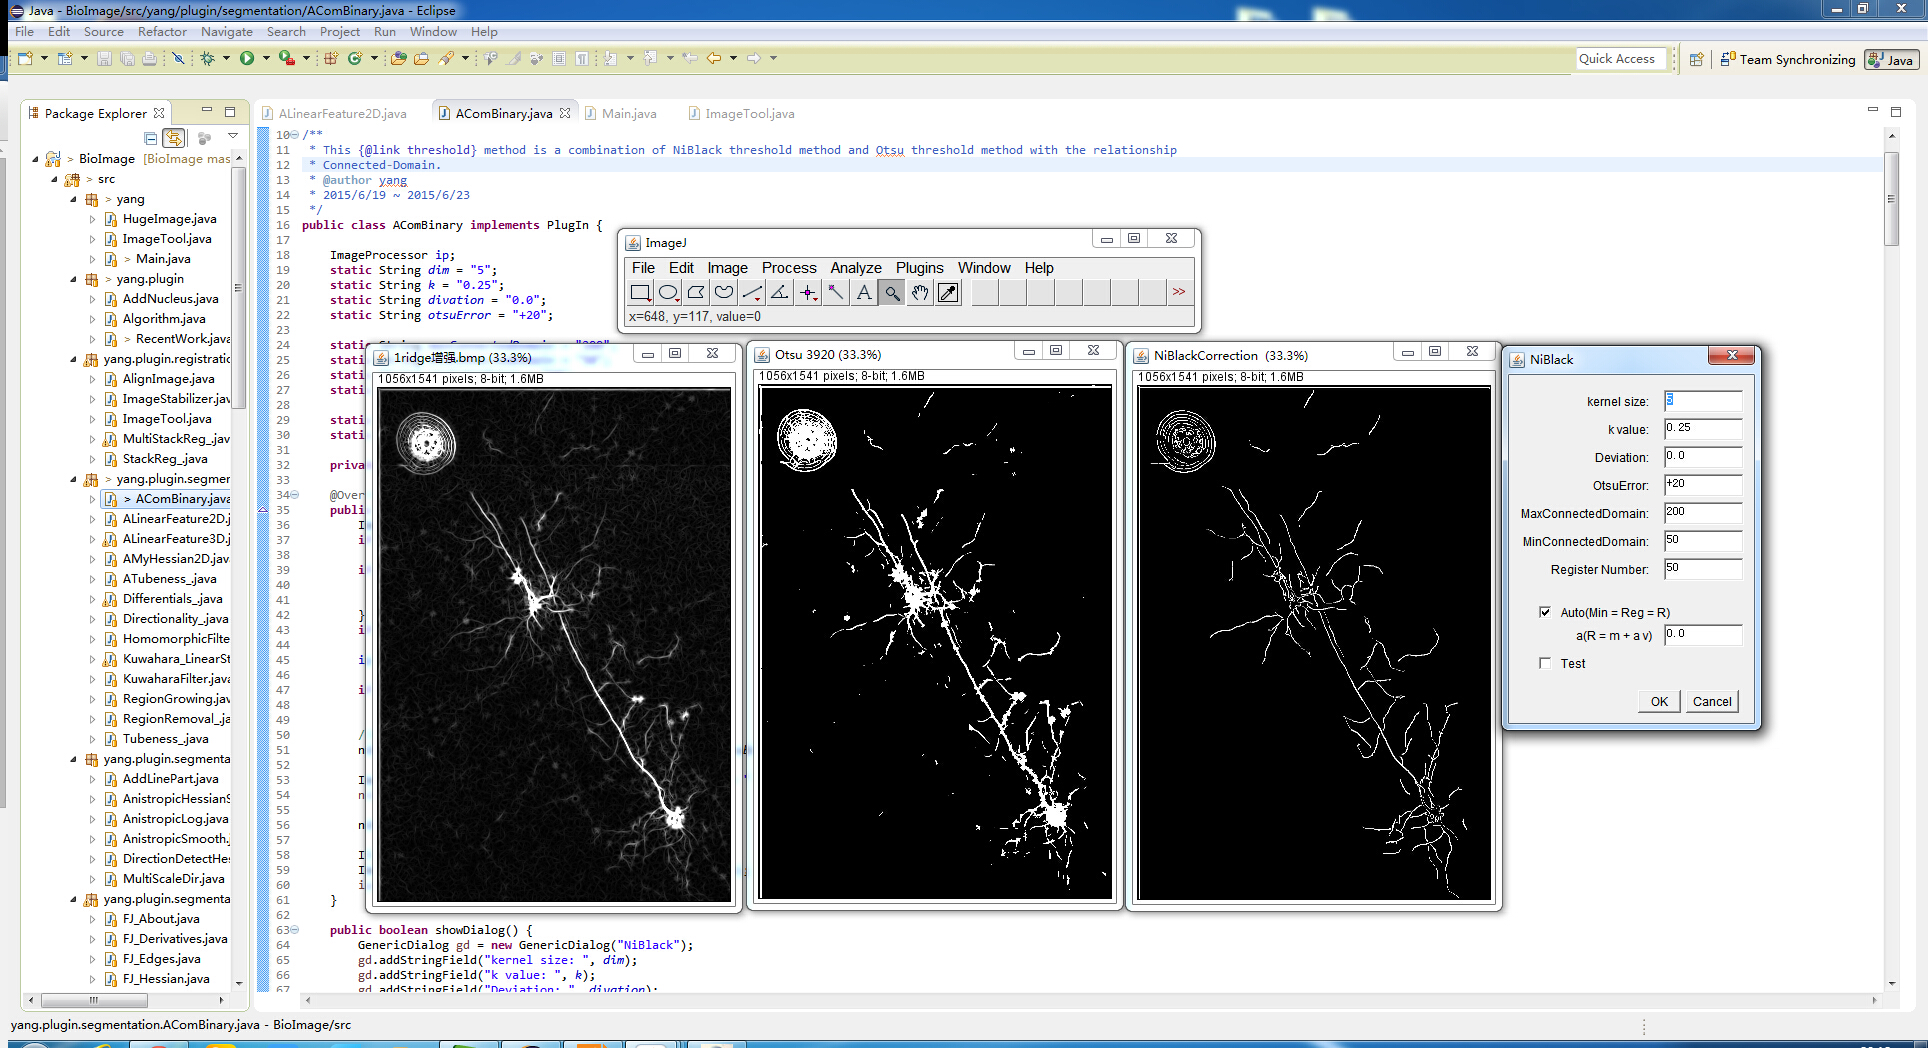 Java - BioImage/src/yang/plugin/segmentation/AComBinary.java - Eclipse
File Edit Source Refactor Navigate Search Project Run Window Help
Quick Access
Team Synchronizing
Java
Package Explorer
ALinearFeature2D.java
AComBinary.java
Main.java
ImageTool.java
> BioImage [BioImage mas
> src
> yang
HugeImage.java
ImageTool.java
> Main.java
> yang.plugin
AddNucleus.java
Algorithm.java
> RecentWork.java
yang.plugin.registratic
AlignImage.java
ImageStabilizer.jav
ImageTool.java
MultiStackReg_.jav
StackReg_.java
> yang.plugin.segmer
> AComBinary.java
ALinearFeature2D.j
ALinearFeature3D.j
AMyHessian2D.java
ATubeness_.java
Differentials_.java
Directionality_.java
HomomorphicFilte
Kuwahara_LinearSt
KuwaharaFilter.java
RegionGrowing.jav
RegionRemoval_.ja
Tubeness_.java
yang.plugin.segmenta
AddLinePart.java
AnistropicHessianS
AnistropicLog.java
AnistropicSmooth.j
DirectionDetectHes
MultiScaleDir.java
yang.plugin.segmenta
FJ_About.java
FJ_Derivatives.java
FJ_Edges.java
FJ_Hessian.java
10 /**
11 * This {@link threshold} method is a combination of NiBlack threshold method and Otsu threshold method with the relationship
12 * Connected-Domain.
13 * @author yang
14 * 2015/6/19 ~ 2015/6/23
15 */
16 public class AComBinary implements PlugIn {
17
18 ImageProcessor ip;
19 static String dim = "5";
20 static String k = "0.25";
21 static String divation = "0.0";
22 static String otsuError = "+20";
23
24 stati
25 stati
26 stati
27 stati
28
29 stati
30 stati
31
32 priva
33
34 @Over
35 publi
36 I
37 i
38
39 i
40
41
42 }
43 i
44
45 i
46
47 i
48
49
50 /
51 n
52
53 I
54 n
55
56 n
57
58 I
59 I
60 i
61 }
62
63 public boolean showDialog() {
64 GenericDialog gd = new GenericDialog("NiBlack");
65 gd.addStringField("kernel size: ", dim);
66 gd.addStringField("k value: ", k);
67 gd.addStringField("Deviation: ", divation);
ImageJ
File Edit Image Process Analyze Plugins Window Help
A
>>
x=648, y=117, value=0
1ridge增强.bmp (33.3%)
1056x1541 pixels; 8-bit; 1.6MB
Otsu 3920 (33.3%)
1056x1541 pixels; 8-bit; 1.6MB
NiBlackCorrection (33.3%)
1056x1541 pixels; 8-bit; 1.6MB
NiBlack
kernel size: 5
k value: 0.25
Deviation: 0.0
OtsuError: +20
MaxConnectedDomain: 200
MinConnectedDomain: 50
Register Number: 50
Auto(Min = Reg = R)
a(R = m + a v) 0.0
Test
OK Cancel
yang.plugin.segmentation.AComBinary.java - BioImage/src